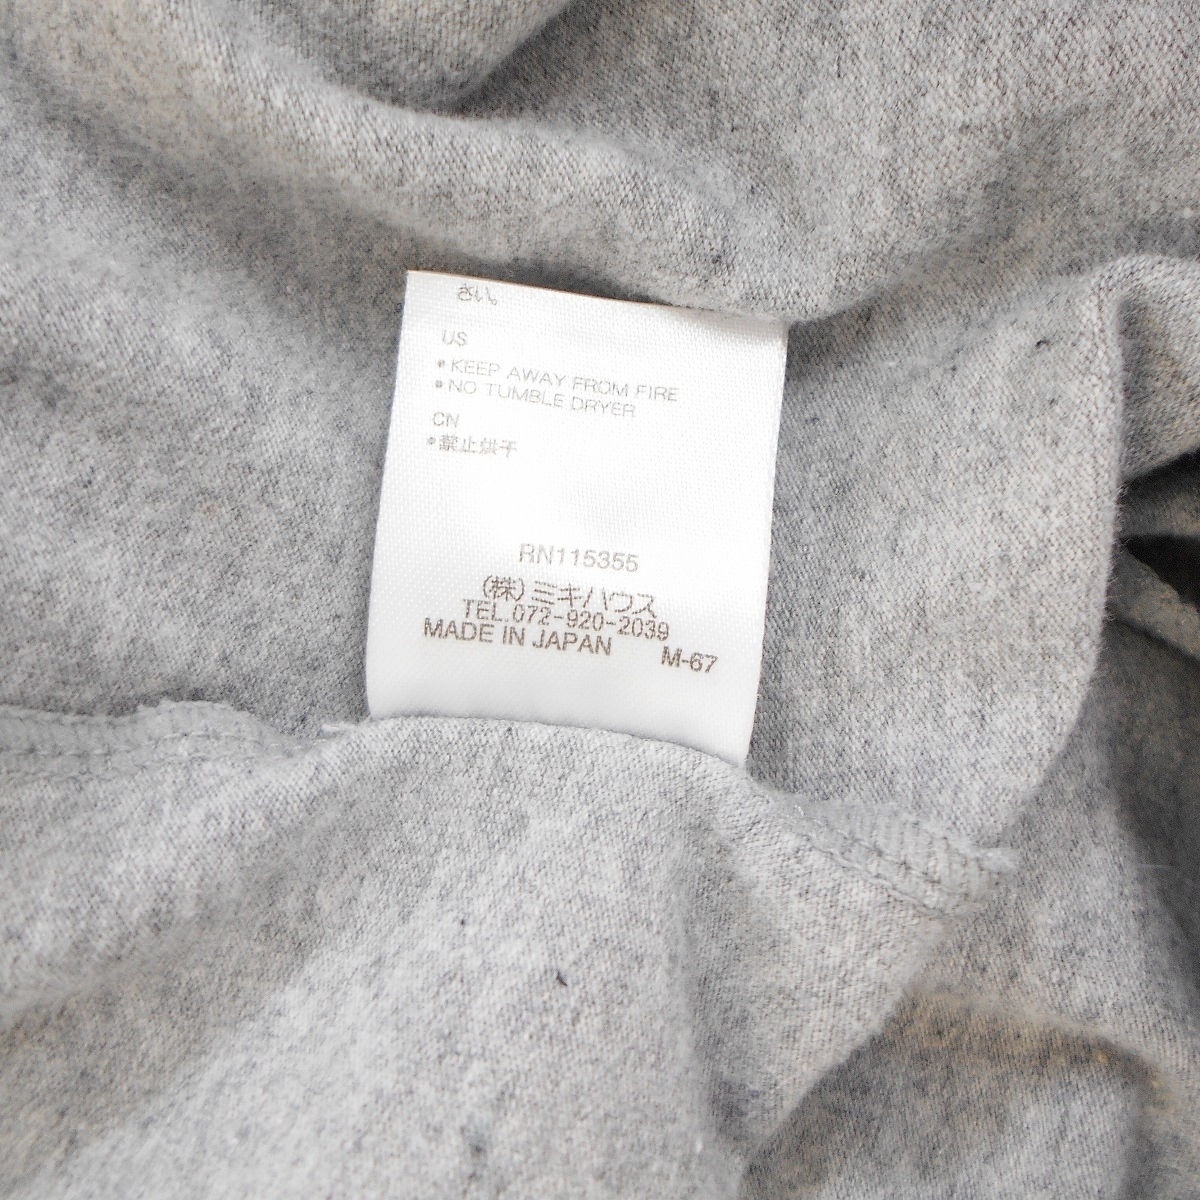 さい。
US
*KEEP AWAY FROM FIRE
*NO TUMBLE DRYER
CN
*禁止烘干
RN115355
(株)ミキハウス
TEL.072-920-2039
MADE IN JAPAN M-67